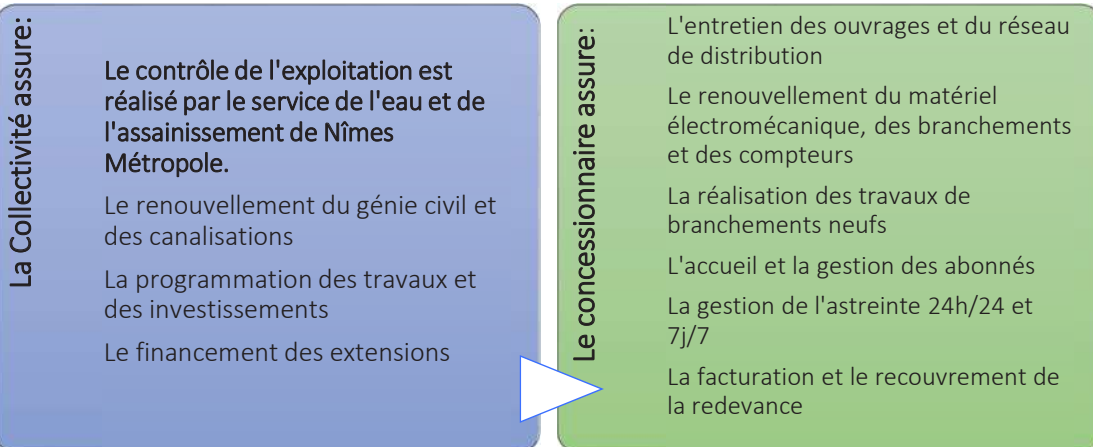 La Collectivité assure:
Le contrôle de l'exploitation est
réalisé par le service de l'eau et de
l'assainissement de Nîmes
Métropole.
Le renouvellement du génie civil et
des canalisations
La programmation des travaux et
des investissements
Le financement des extensions
Le concessionnaire assure:
L'entretien des ouvrages et du réseau
de distribution
Le renouvellement du matériel
électromécanique, des branchements
et des compteurs
La réalisation des travaux de
branchements neufs
L'accueil et la gestion des abonnés
La gestion de l'astreinte 24h/24 et
7j/7
La facturation et le recouvrement de
la redevance